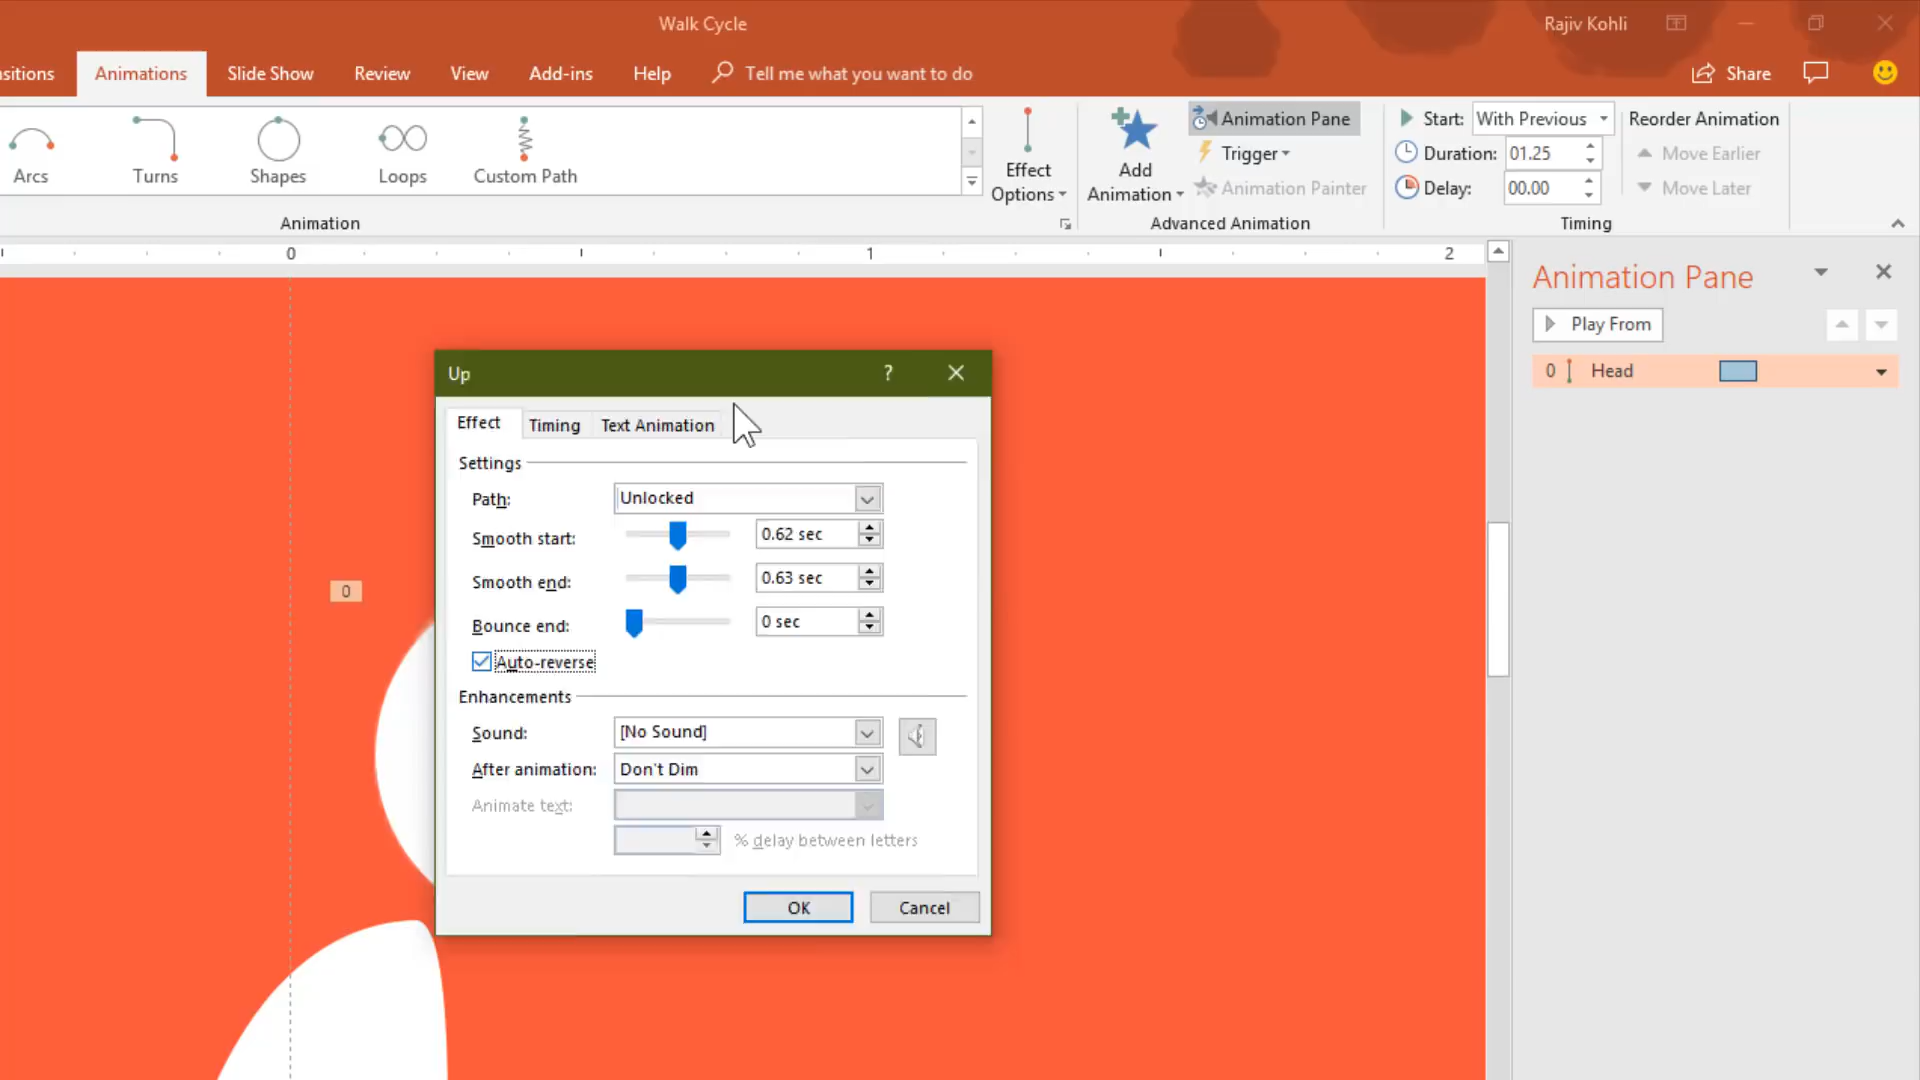 Walk Cycle
Rajiv Kohli
sitions
Animations
Slide Show
Review
View
Add-ins
Help
Tell me what you want to do
Share
Arcs
Turns
Shapes
Loops
Custom Path
Animation
Effect
Options
Add
Animation
Animation Pane
Trigger
Animation Painter
Advanced Animation
Start: With Previous
Duration: 01.25
Delay: 00.00
Timing
Reorder Animation
Move Earlier
Move Later
0 1 2
Animation Pane
Play From
0 Head
0
Up ?
Effect
Timing
Text Animation
Settings
Path: Unlocked
Smooth start: 0.62 sec
Smooth end: 0.63 sec
Bounce end: 0 sec
Auto-reverse
Enhancements
Sound: [No Sound]
After animation: Don't Dim
Animate text:
% delay between letters
OK
Cancel